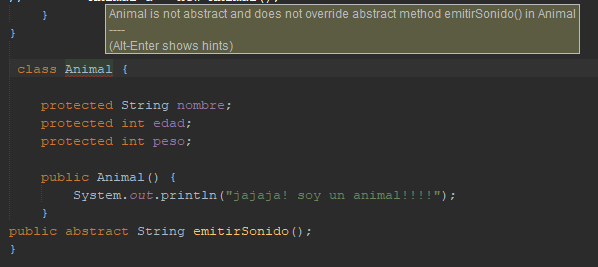 }
Animal is not abstract and does not override abstract method emitirSonido() in Animal
----
(Alt-Enter shows hints)
}
class Animal {
protected String nombre;
protected int edad;
protected int peso;
public Animal() {
System.out.println("jajaja! soy un animal!!!!");
}
public abstract String emitirSonido();
}